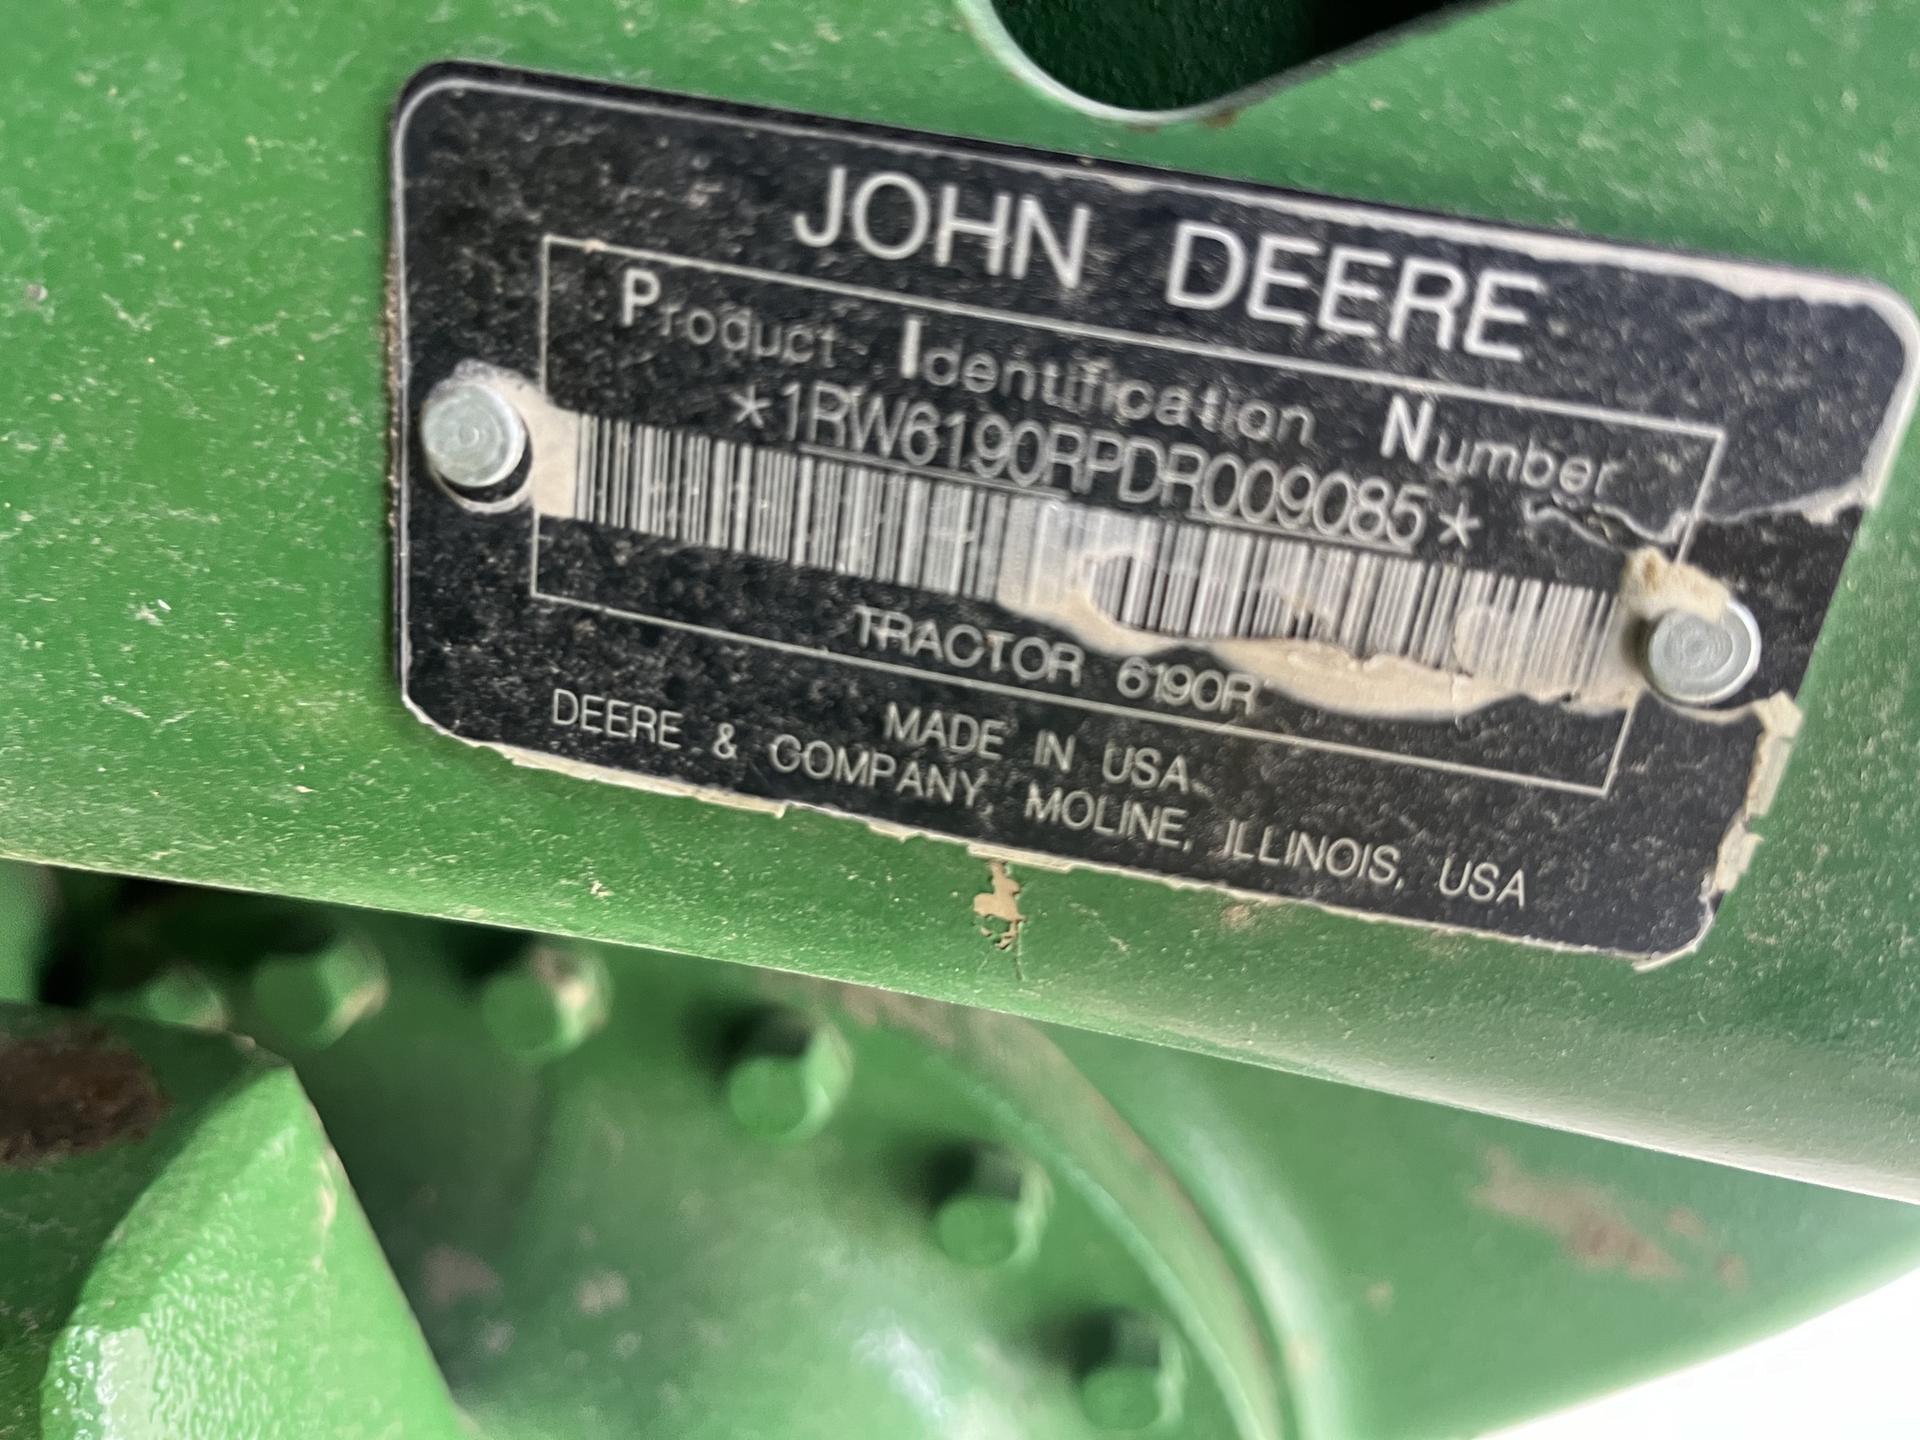 JOHN DEERE
Product Identification Number
*1RW6190RPDR009085*
TRACTOR 6190R
MADE IN USA
DEERE & COMPANY, MOLINE, ILLINOIS, USA